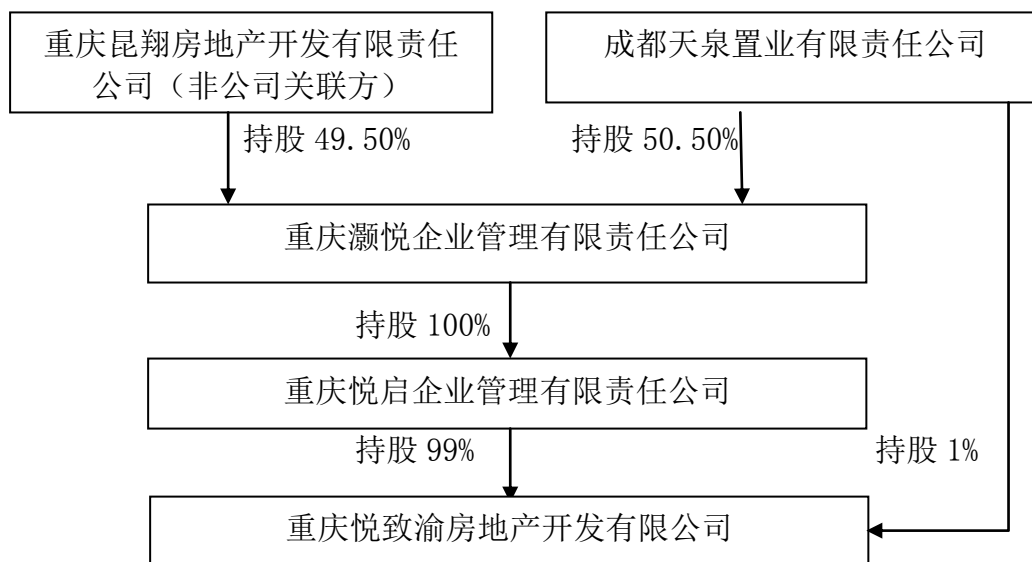 重庆昆翔房地产开发有限责任
公司（非公司关联方）
成都天泉置业有限责任公司
持股 49.50%
持股 50.50%
重庆灏悦企业管理有限责任公司
持股 100%
重庆悦启企业管理有限责任公司
持股 99%
持股 1%
重庆悦致渝房地产开发有限公司